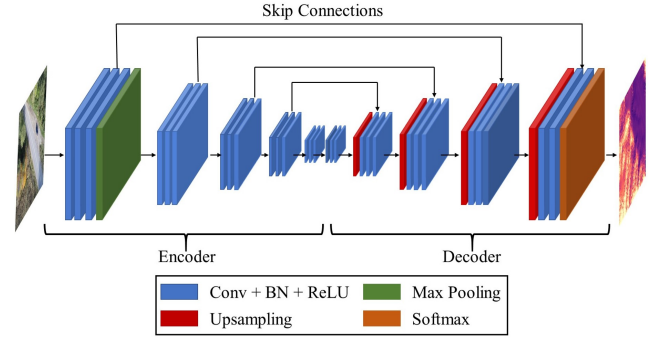 Skip Connections
Encoder
Decoder
Conv + BN + ReLU
Max Pooling
Upsampling
Softmax